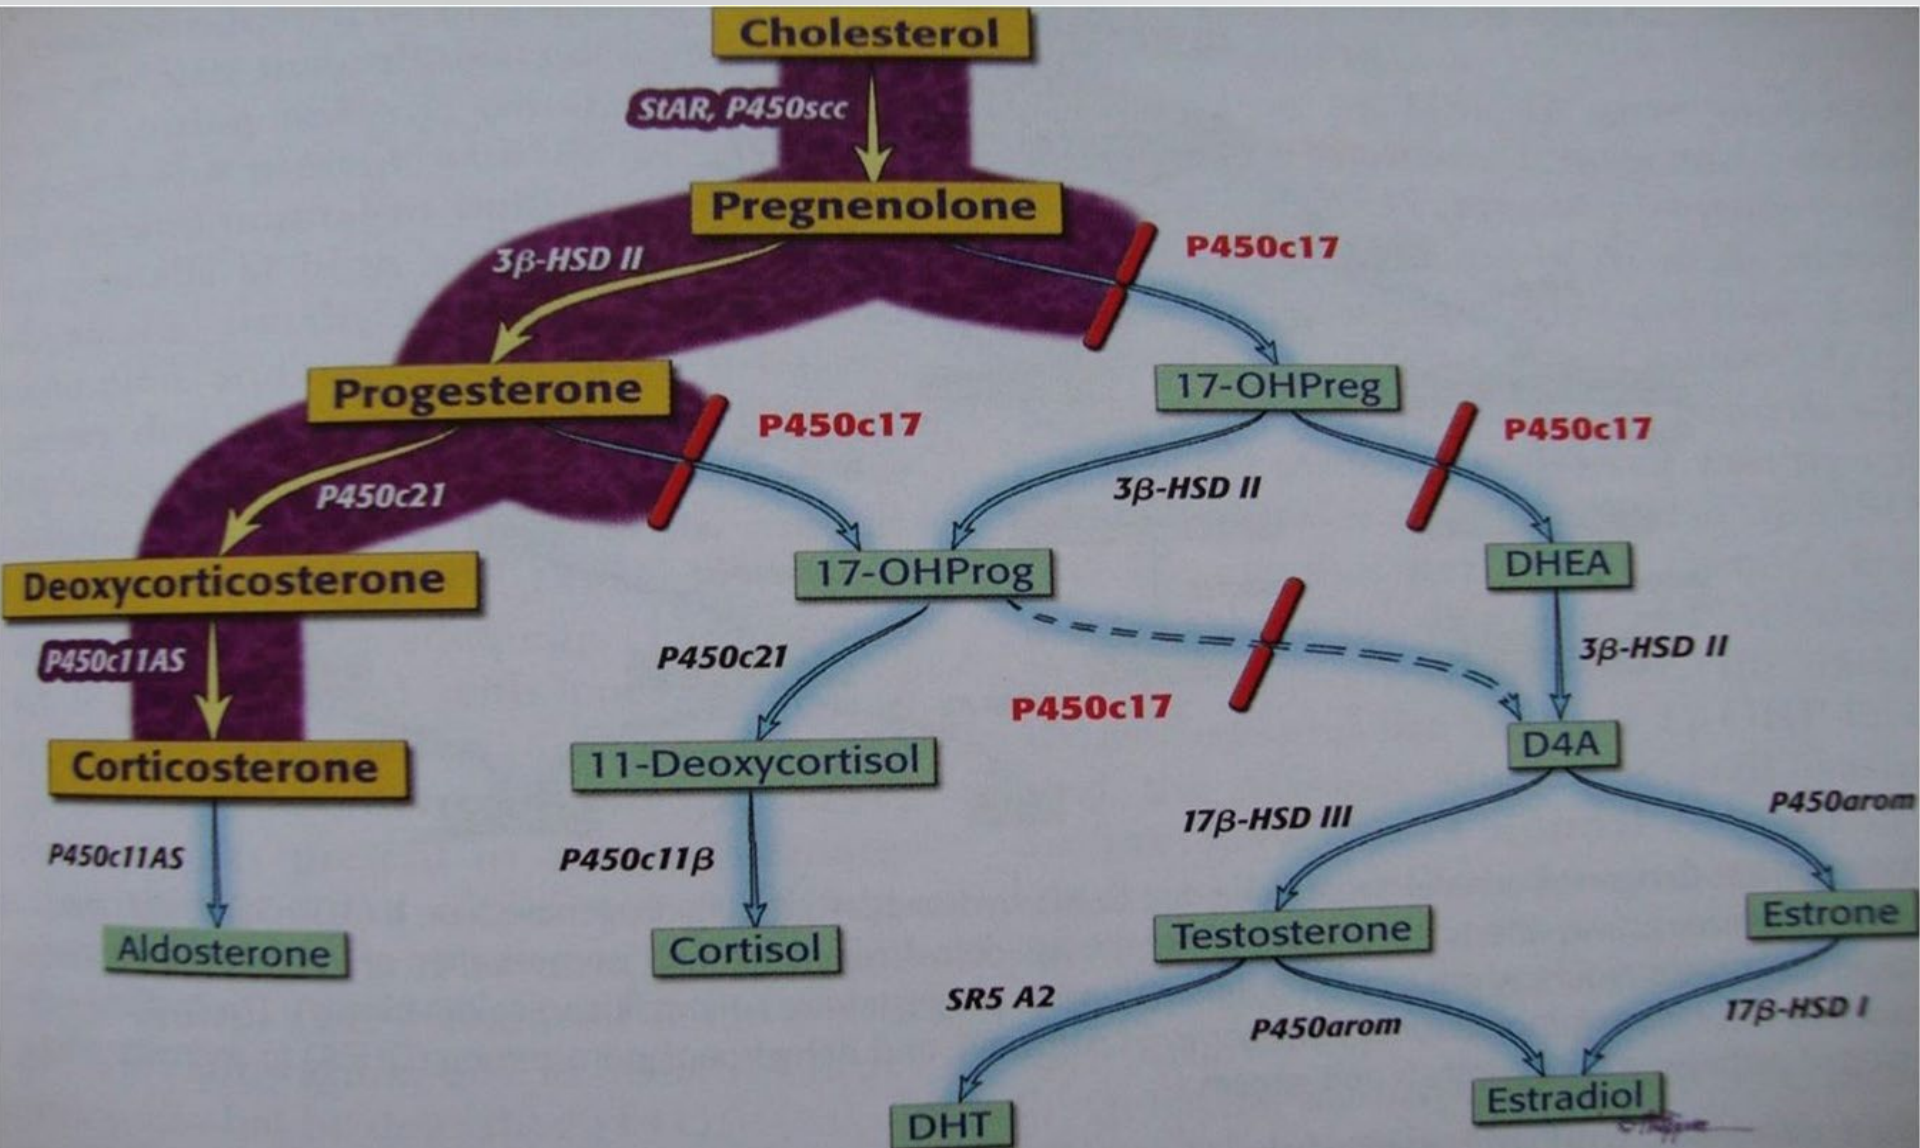 Cholesterol
StAR, P450scc
Pregnenolone
3β-HSD II
P450c17
Progesterone
P450c17
17-OHPreg
P450c17
P450c21
3β-HSD II
Deoxycorticosterone
17-OHProg
DHEA
P450c11AS
P450c21
3β-HSD II
P450c17
Corticosterone
11-Deoxycortisol
D4A
P450c11AS
P450c11β
17β-HSD III
P450arom
Aldosterone
Cortisol
Testosterone
Estrone
SR5 A2
P450arom
17β-HSD I
DHT
Estradiol